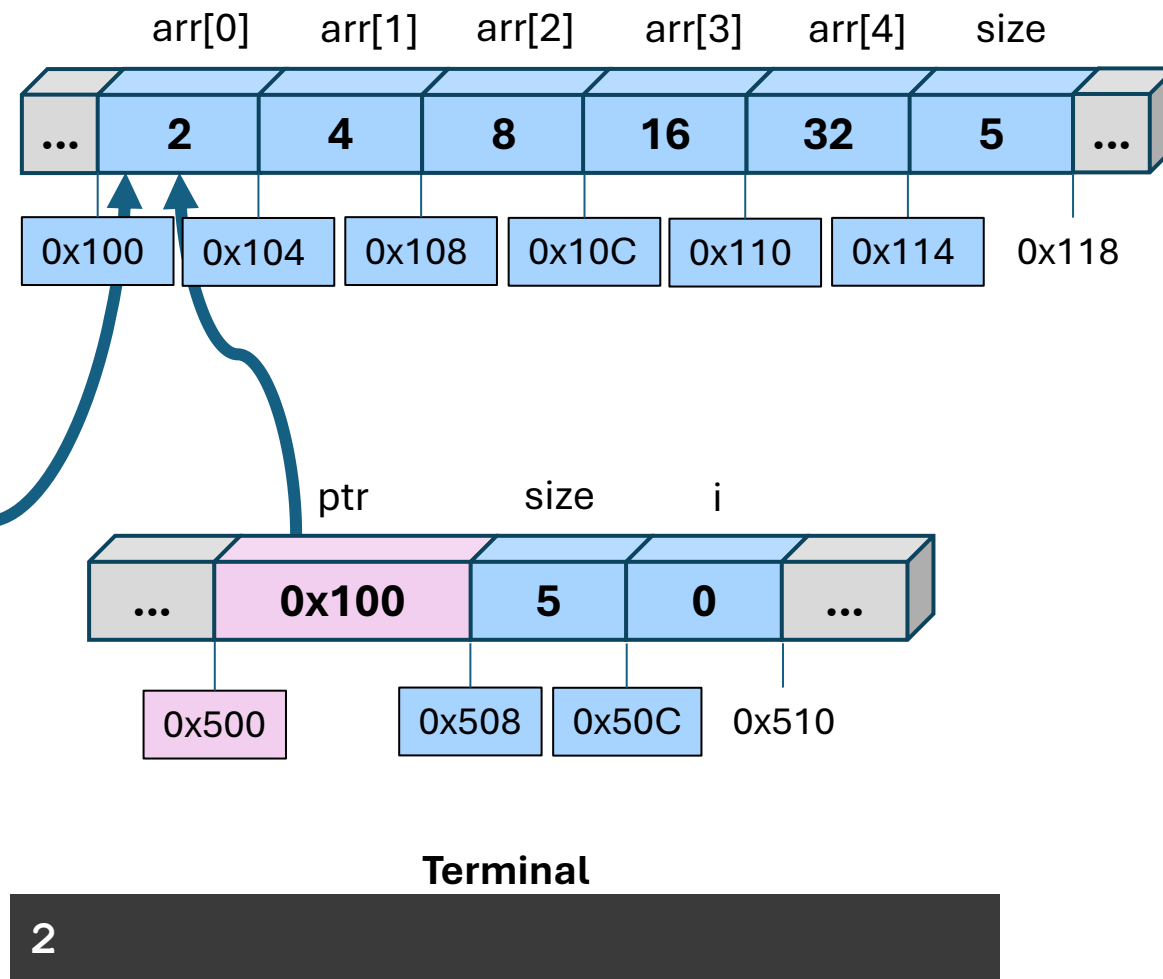 arr[0] arr[1] arr[2] arr[3] arr[4] size
... 2 4 8 16 32 5 ...
0x100 0x104 0x108 0x10C 0x110 0x114 0x118
ptr size i
... 0x100 5 0 ...
0x500 0x508 0x50C 0x510
Terminal
2